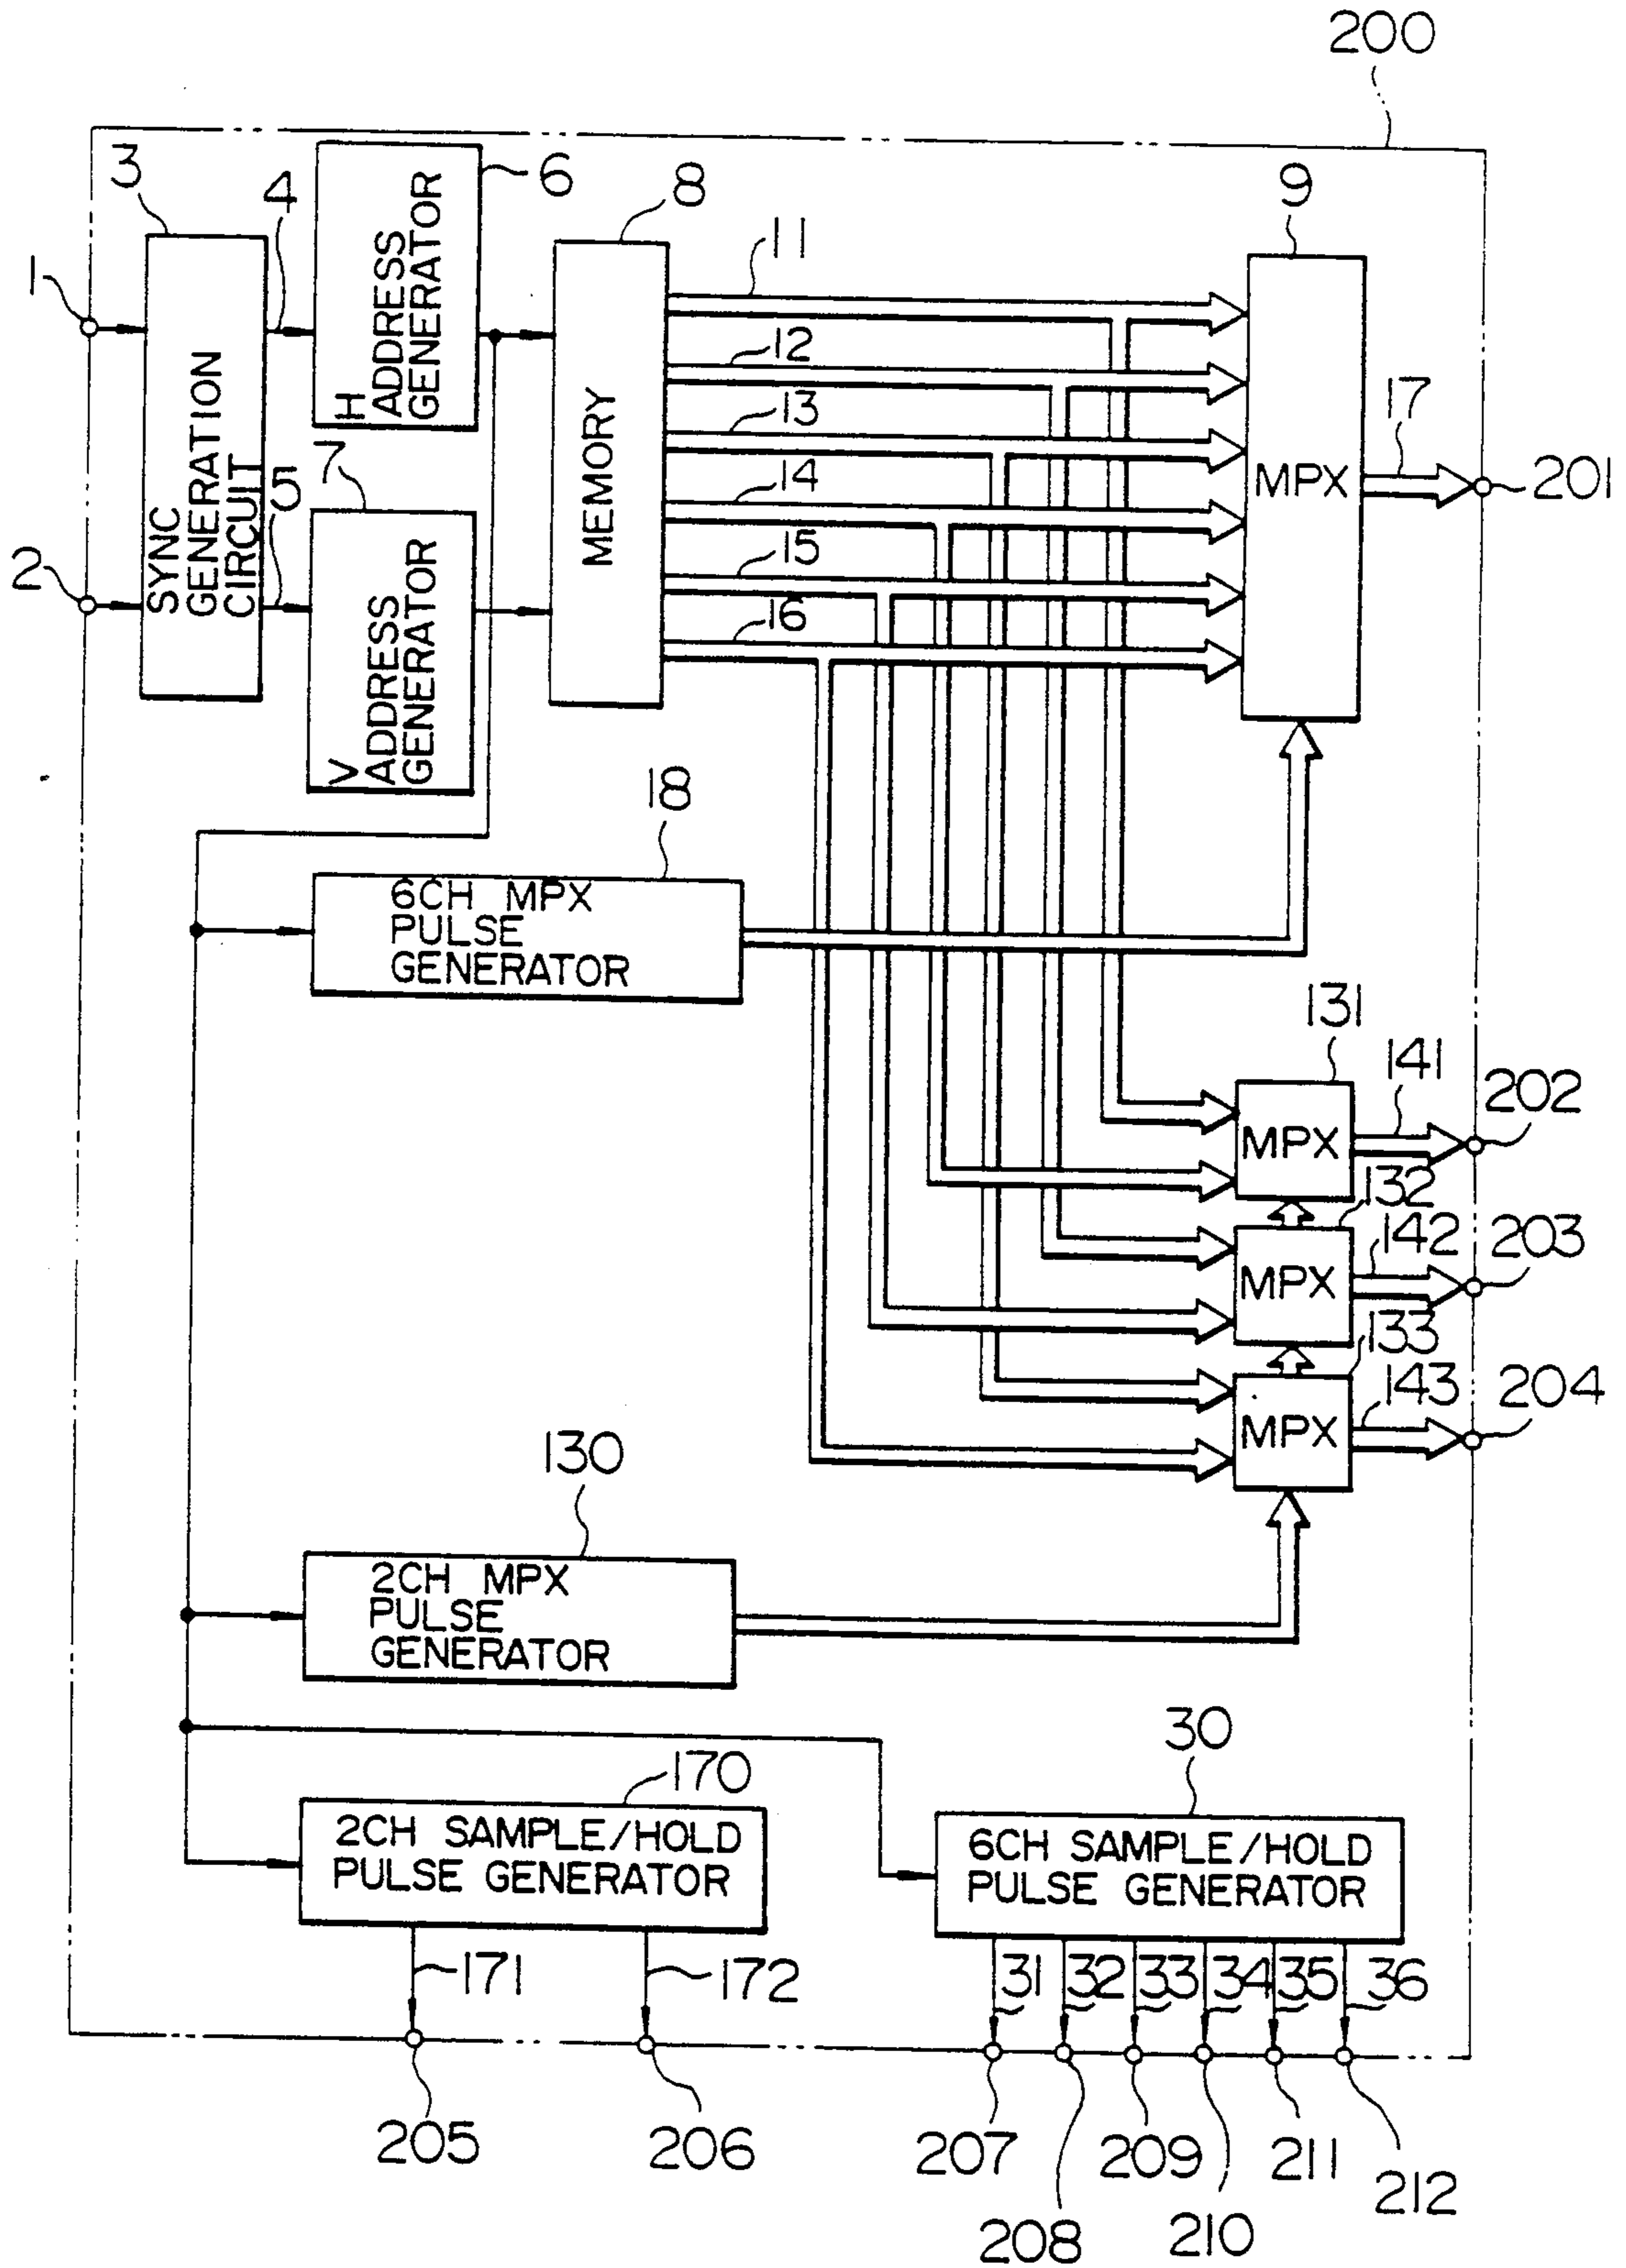 200
3
4
6
8
9
1
11
H
ADDRESS
GENERATOR
12
13
17
7
14
201
SYNC
GENERATION
CIRCUIT
5
MEMORY
MPX
2
15
16
V
ADDRESS
GENERATOR
18
6CH MPX
PULSE
GENERATOR
131
141
202
MPX
132
142
203
MPX
133
143
204
MPX
130
2CH MPX
PULSE
GENERATOR
30
170
2CH SAMPLE/HOLD
PULSE GENERATOR
6CH SAMPLE/HOLD
PULSE GENERATOR
171
172
31
32
33
34
35
36
205
206
207
208
209
210
211
212